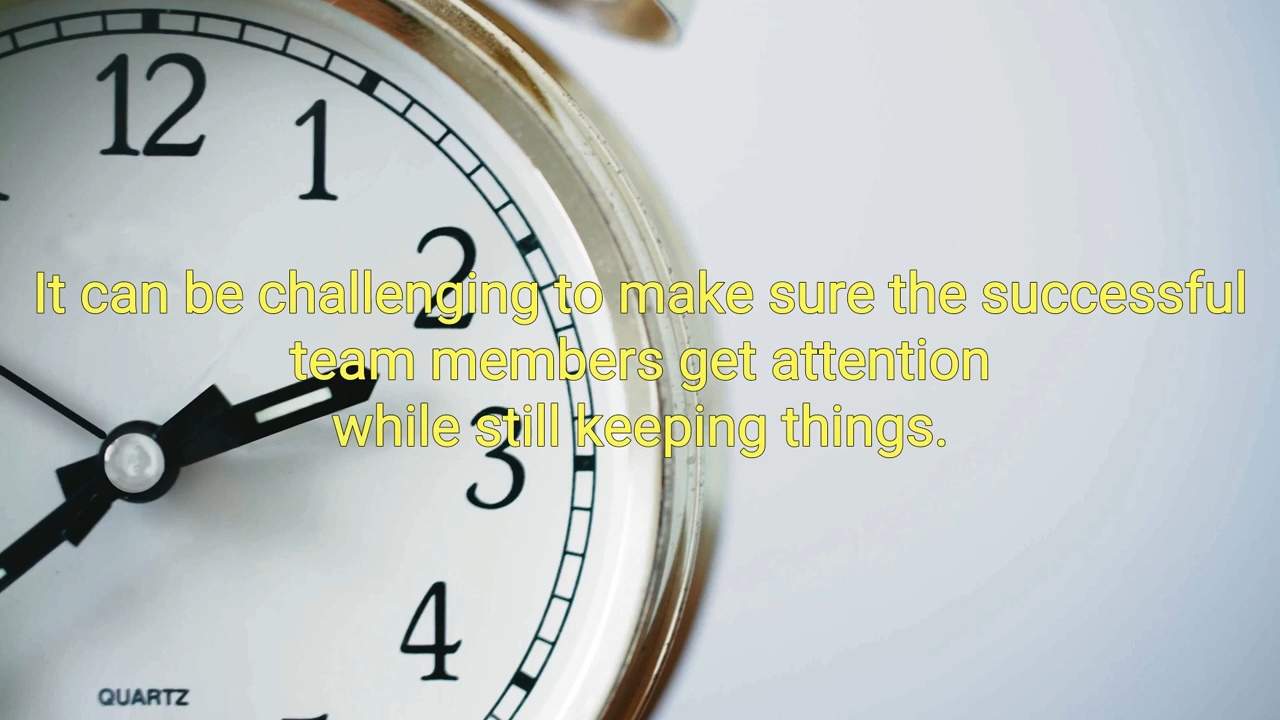 12
1
2
It can be challenging to make sure the successful
team members get attention
while still keeping things.
3
4
QUARTZ